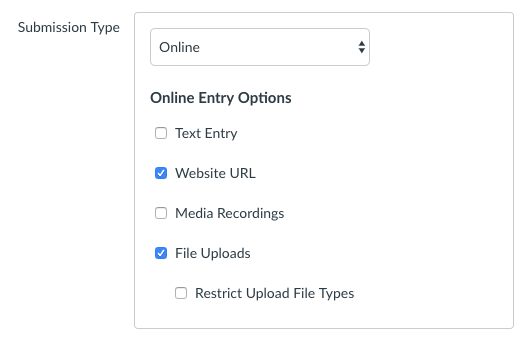 Submission Type
Online
Online Entry Options
Text Entry
Website URL
Media Recordings
File Uploads
Restrict Upload File Types